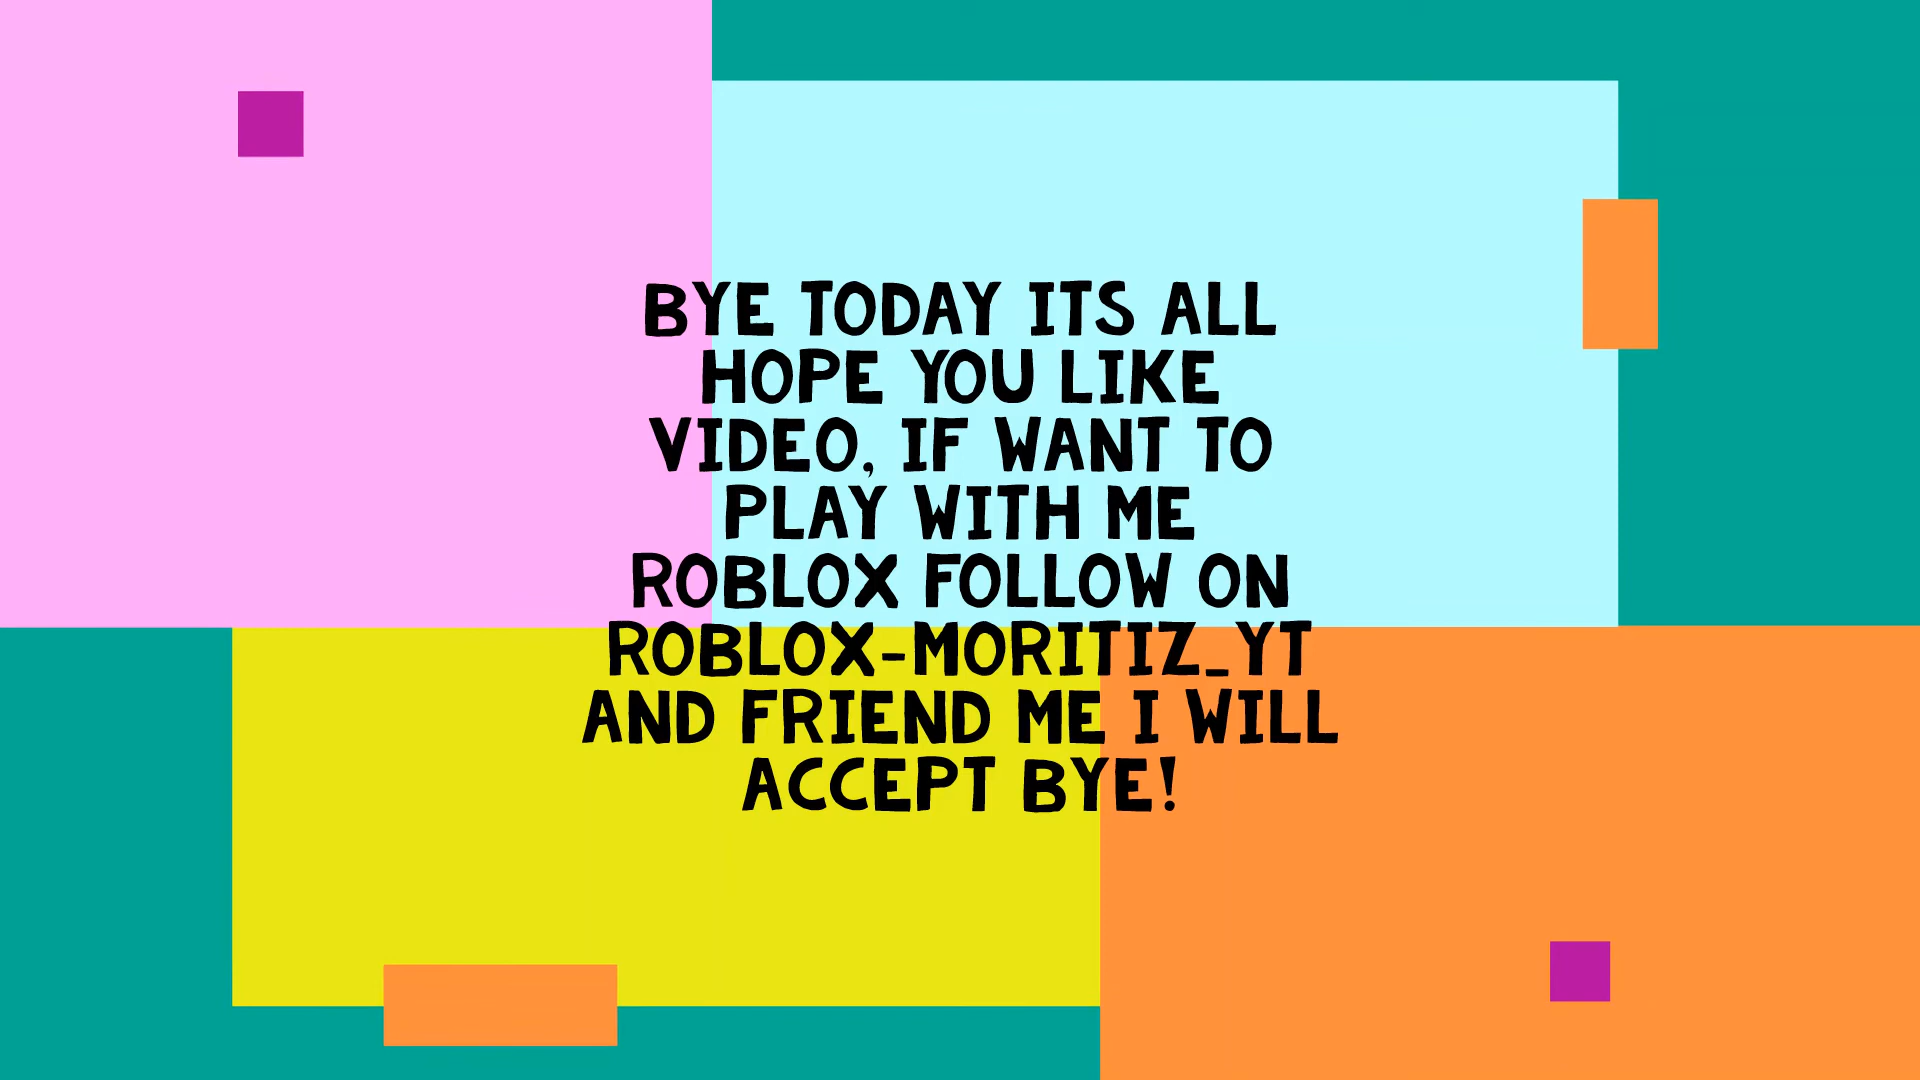 BYE TODAY ITS ALL
HOPE YOU LIKE
VIDEO, IF WANT TO
PLAY WITH ME
ROBLOX FOLLOW ON
ROBLOX-MORITIZ_YT
AND FRIEND ME I WILL
ACCEPT BYE!